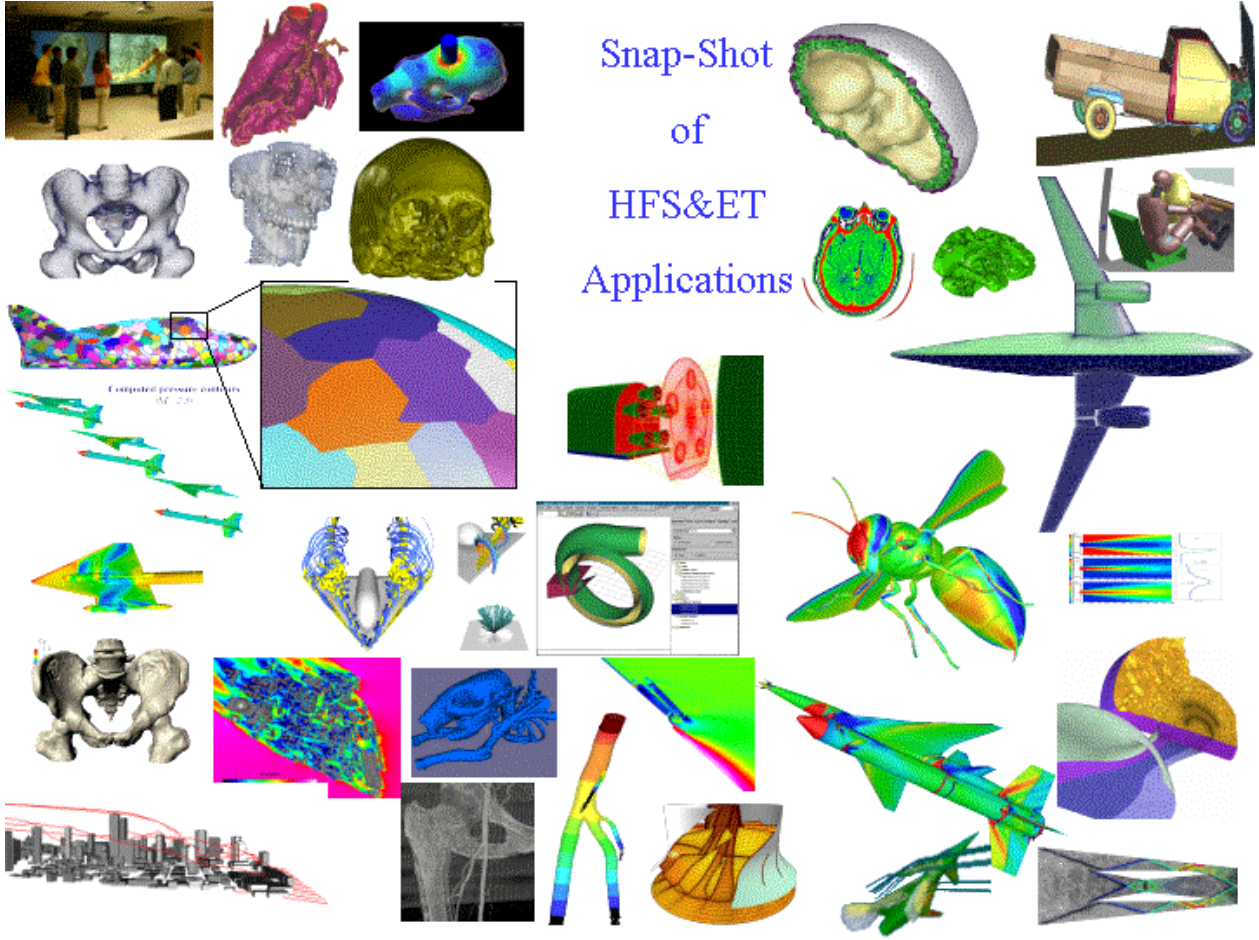 Snap-Shot
of
HFS&ET
Applications
Computed pressure contours